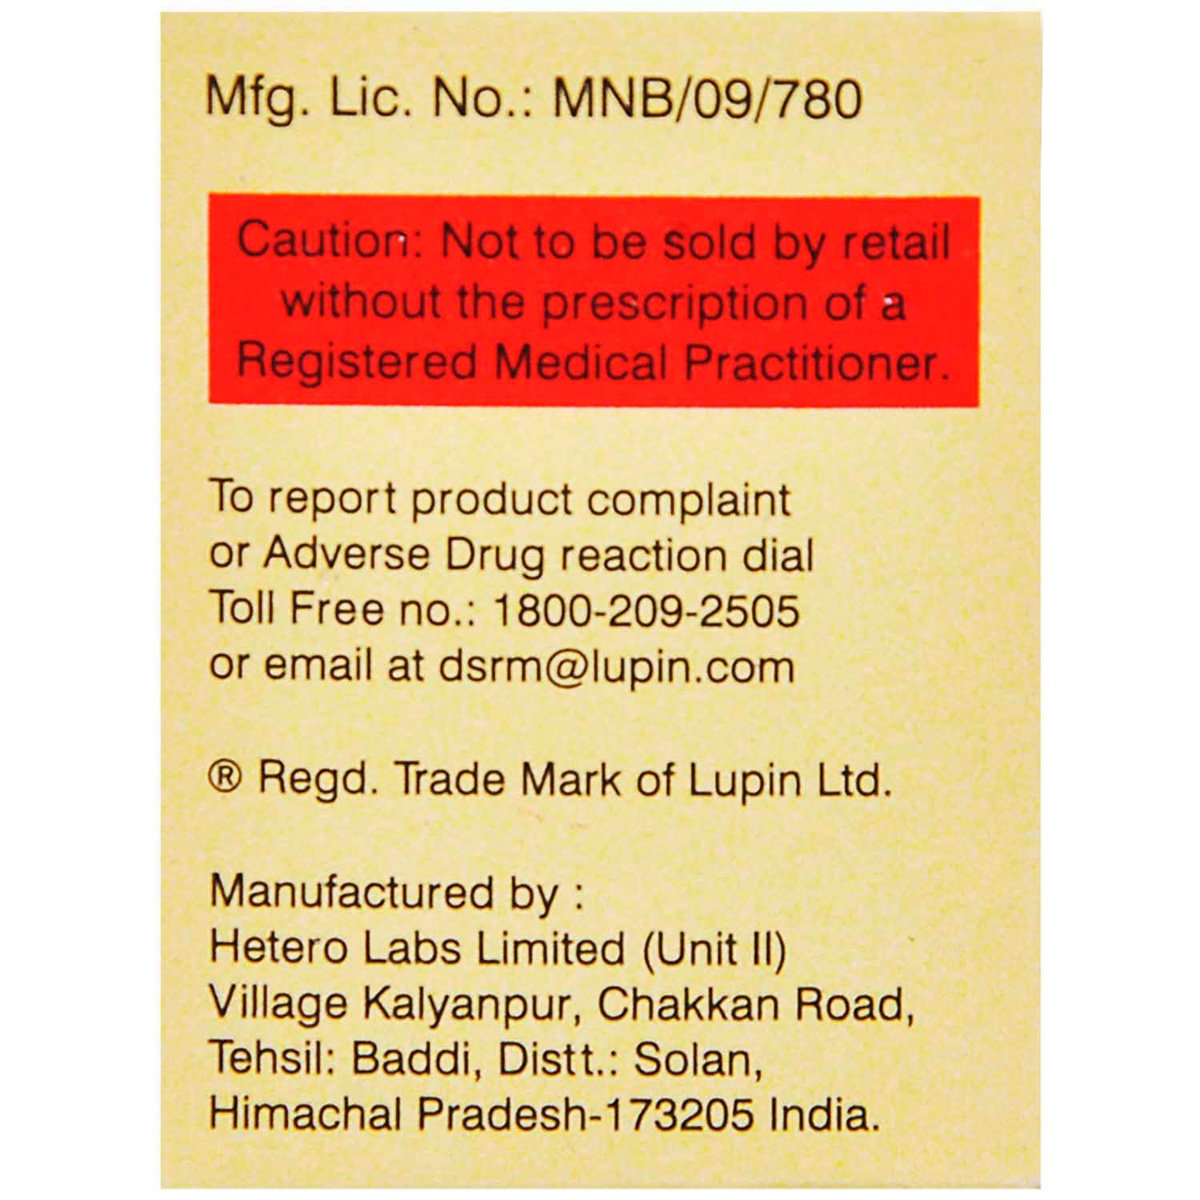 Mfg. Lic. No.: MNB/09/780
Caution: Not to be sold by retail
without the prescription of a
Registered Medical Practitioner.
To report product complaint
or Adverse Drug reaction dial
Toll Free no.: 1800-209-2505
or email at dsrm@lupin.com
® Regd. Trade Mark of Lupin Ltd.
Manufactured by :
Hetero Labs Limited (Unit II)
Village Kalyanpur, Chakkan Road,
Tehsil: Baddi, Distt.: Solan,
Himachal Pradesh-173205 India.